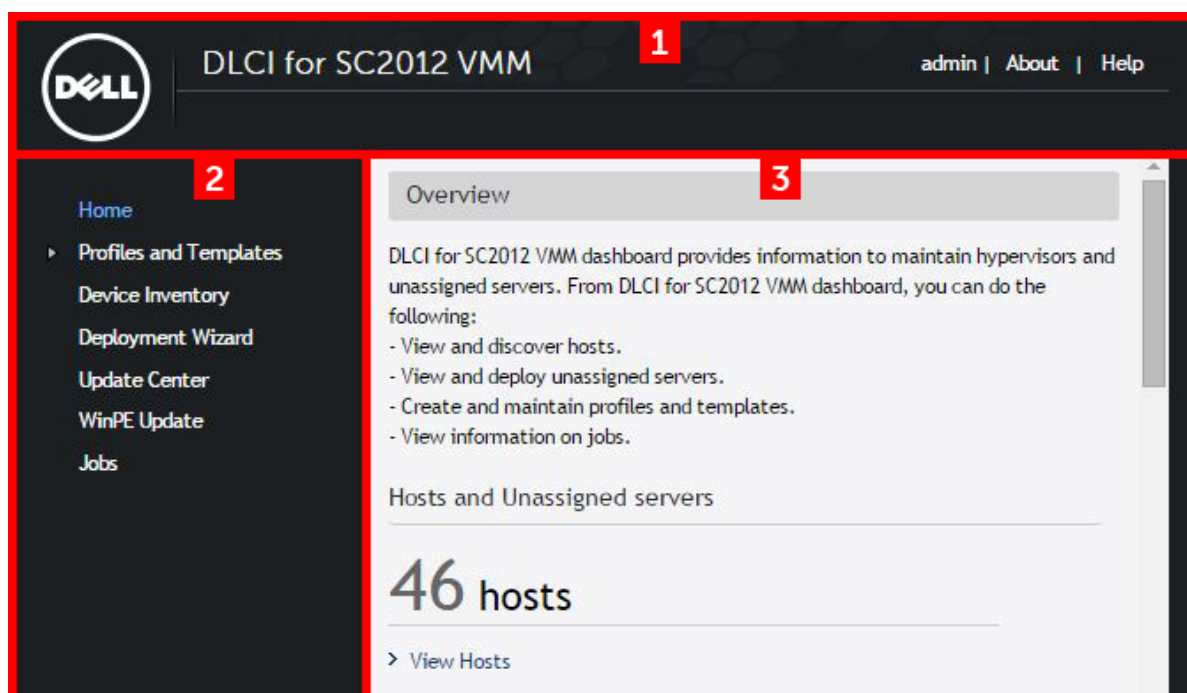 1
DELL
DLCI for SC2012 VMM
admin | About | Help
2
Home
Profiles and Templates
Device Inventory
Deployment Wizard
Update Center
WinPE Update
Jobs
3
Overview
DLCI for SC2012 VMM dashboard provides information to maintain hypervisors and
unassigned servers. From DLCI for SC2012 VMM dashboard, you can do the
following:
- View and discover hosts.
- View and deploy unassigned servers.
- Create and maintain profiles and templates.
- View information on jobs.
Hosts and Unassigned servers
46 hosts
> View Hosts